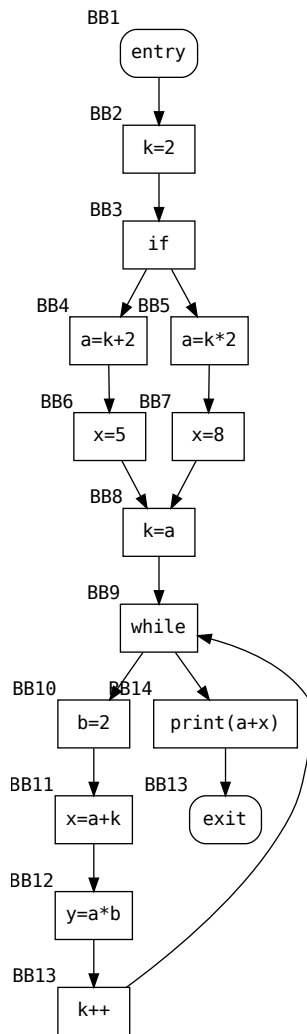 BB1
entry
BB2
k=2
BB3
if
BB4
BB5
a=k+2
a=k*2
BB6
BB7
x=5
x=8
BB8
k=a
BB9
while
BB10
BB14
b=2
print(a+x)
BB11
BB13
x=a+k
exit
BB12
y=a*b
BB13
k++